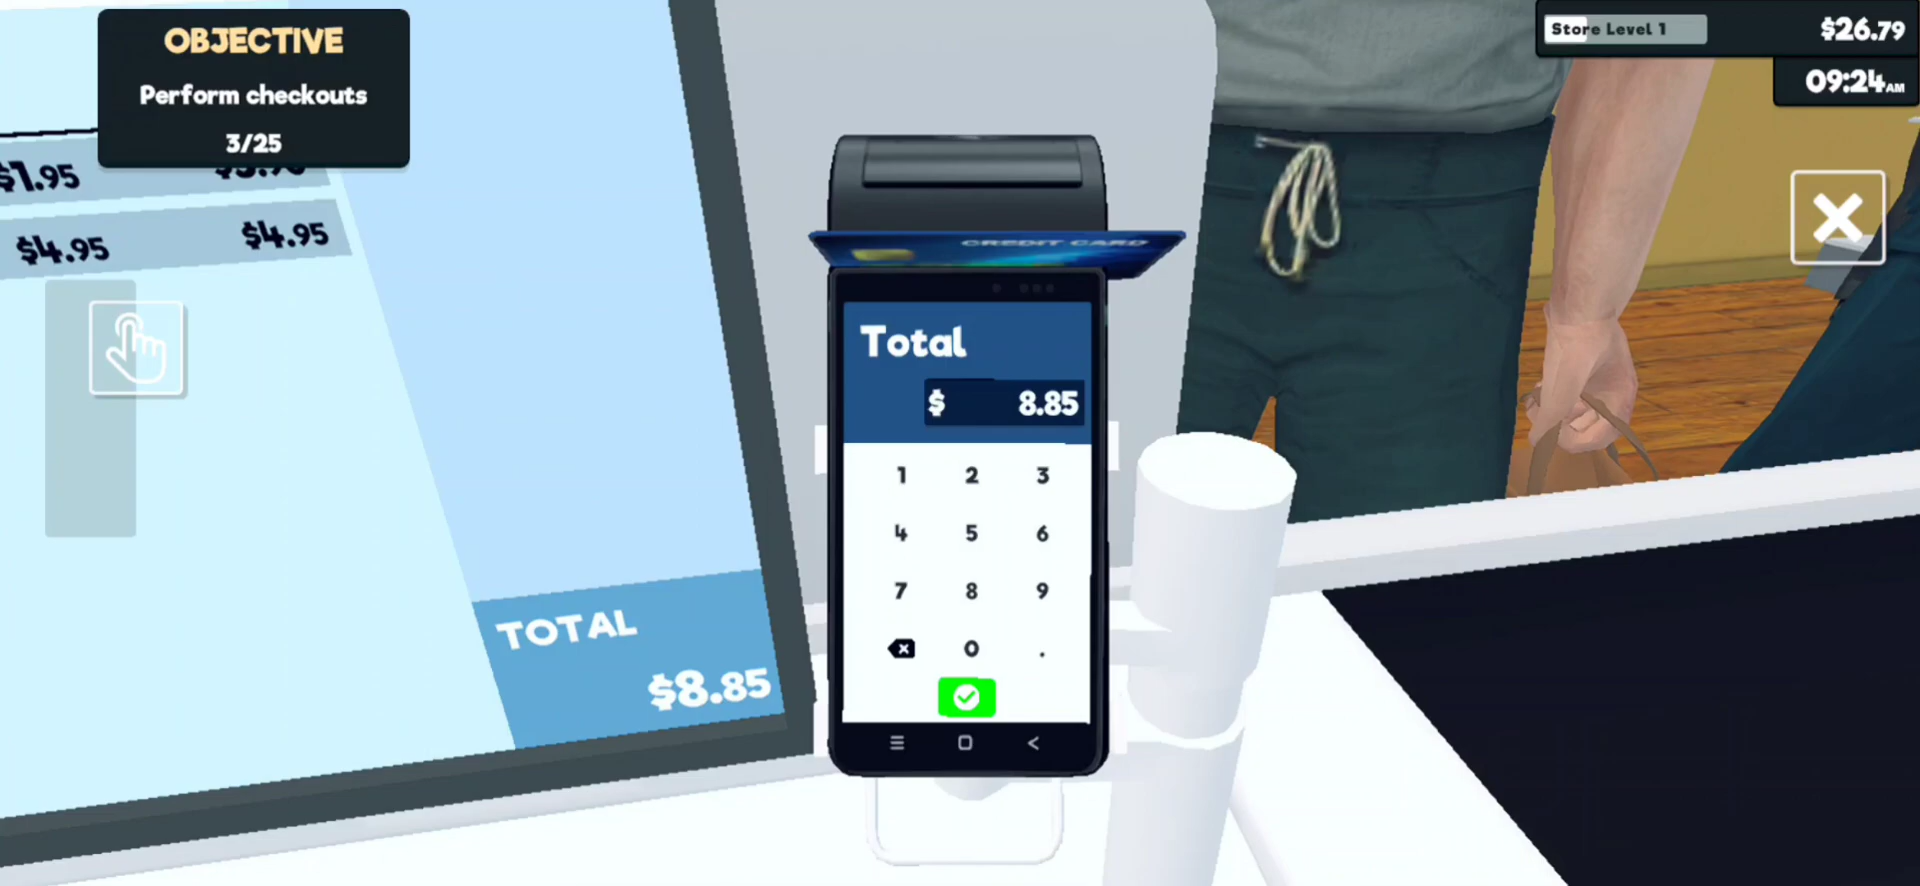 OBJECTIVE
Perform checkouts
3/25
$1.95
$4.95 $4.95
TOTAL
$8.85
CREDIT CARD
Total
$ 8.85
1 2 3
4 5 6
7 8 9
0 .
Store Level 1
$26.79
09:24AM